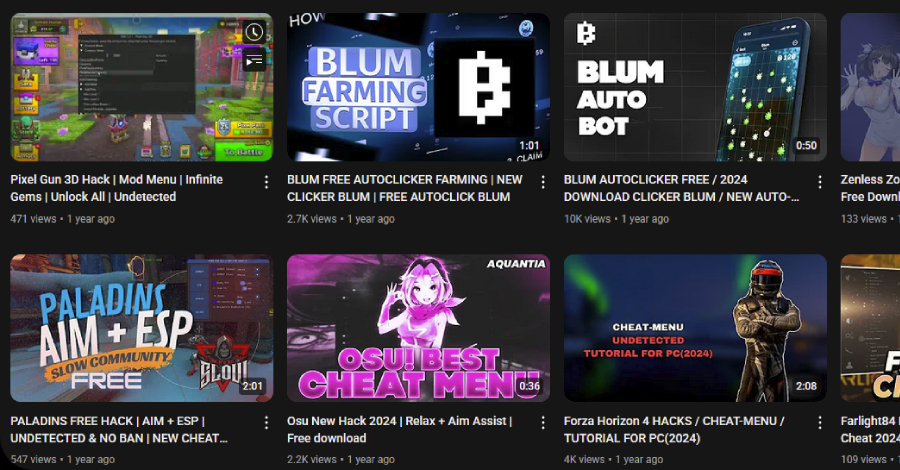 HOW
BLUM
FARMING
SCRIPT
CLAIM
1:01
BLUM
AUTO
BOT
0:50
To Battle
Pixel Gun 3D Hack | Mod Menu | Infinite
Gems | Unlock All | Undetected
471 views • 1 year ago
BLUM FREE AUTOCLICKER FARMING | NEW
CLICKER BLUM | FREE AUTOCLICK BLUM
2.7K views • 1 year ago
BLUM AUTOCLICKER FREE / 2024
DOWNLOAD CLICKER BLUM / NEW AUTO-...
10K views • 1 year ago
Zenless Zo
Free Downl
133 views •
PALADINS
AIM + ESP
SLOW COMMUNITY
FREE
SLOW
2:01
AQUANTIA
OSU! BEST
CHEAT MENU
0:36
CHEAT-MENU
UNDETECTED
TUTORIAL FOR PC(2024)
2:08
PALADINS FREE HACK | AIM + ESP |
UNDETECTED & NO BAN | NEW CHEAT...
547 views • 1 year ago
Osu New Hack 2024 | Relax + Aim Assist |
Free download
2.2K views • 1 year ago
Forza Horizon 4 HACKS / CHEAT-MENU /
TUTORIAL FOR PC(2024)
4K views • 1 year ago
Farlight84
Cheat 2024
109 views •